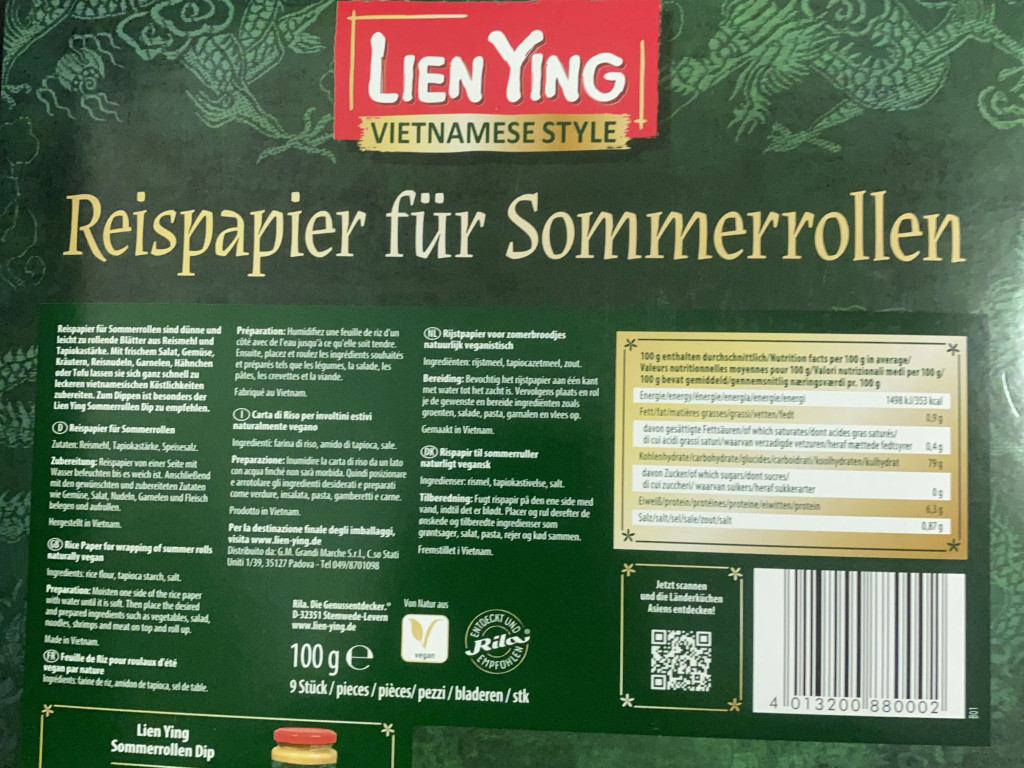 LIEN YING
VIETNAMESE STYLE
Reispapier für Sommerrollen
Reispapier für Sommerrollen sind dünne und
leicht zu rollende Blätter aus Reismehl und
Tapiokastärke. Mit frischem Salat, Gemüse,
Kräutern, Reisnudeln, Garnelen, Hähnchen
oder Tofu lassen sie sich ganz schnell zu
leckeren vietnamesischen Köstlichkeiten
zubereiten. Zum Dippen ist besonders der
Lien Ying Sommerrollen Dip zu empfehlen.
D Reispapier für Sommerrollen
Zutaten: Reismehl, Tapiokastärke, Speisesalz.
Zubereitung: Reispapier von einer Seite mit
Wasser befeuchten bis es weich ist. Anschließend
mit den gewünschten und zubereiteten Zutaten
wie Gemüse, Salat, Nudeln, Garnelen und Fleisch
belegen und aufrollen.
Hergestellt in Vietnam.
GB Rice Paper for wrapping of summer rolls
naturally vegan
Ingredients: rice flour, tapioca starch, salt.
Preparation: Moisten one side of the rice paper
with water until it is soft. Then place the desired
and prepared ingredients such as vegetables, salad,
noodles, shrimps and meat on top and roll up.
Made in Vietnam.
FR Feuille de Riz pour roulaux d'été
vegan par nature
Ingrédients: farine de riz, amidon de tapioca, sel de table.
Préparation: Humidifiez une feuille de riz d'un
côté avec de l'eau jusqu'à ce qu'elle soit tendre.
Ensuite, placez et roulez les ingrédients souhaités
et préparés tels que les légumes, la salade, les
pâtes, les crevettes et la viande.
Fabriqué au Vietnam.
I Carta di Riso per involtini estivi
naturalmente vegano
Ingredienti: farina di riso, amido di tapioca, sale.
Preparazione: Inumidire la carta di riso da un lato
con acqua finché non sarà morbida. Quindi posizionare
e arrotolare gli ingredienti desiderati e preparati
come verdure, insalata, pasta, gamberetti e carne.
Prodotto in Vietnam.
Per la destinazione finale degli imballaggi,
visita www.lien-ying.de
Distribuito da: G.M. Grandi Marche S.r.l., C.so Stati
Uniti 1/39, 35127 Padova - Tel 049/8701098
NL Rijstpapier voor zomerbroodjes
natuurlijk veganistisch
Ingrediënten: rijstmeel, tapiocazetmeel, zout.
Bereiding: Bevochtig het rijstpapier aan één kant
met water tot het zacht is. Vervolgens plaats en rol
je de gewenste en bereide ingrediënten zoals
groenten, salade, pasta, garnalen en vlees op.
Gemaakt in Vietnam.
DK Rispapir til sommerruller
naturligt vegansk
Ingredienser: rismel, tapiokastivelse, salt.
Tilberedning: Fugt rispapir på den ene side med
vand, indtil det er blødt. Placer og rul derefter de
ønskede og tilberedte ingredienser som
grøntsager, salat, pasta, rejer og kød sammen.
Fremstillet i Vietnam.
Rila. Die Genussentdecker.®
D-32351 Stemwede-Levern
www.lien-ying.de
Von Natur aus
vegan
ENTDECKT UND
Rila
EMPFOHLEN
100 g e
9 Stück / pieces / pièces/ pezzi / bladeren / stk
100 g enthalten durchschnittlich/Nutrition facts per 100 g in average/
Valeurs nutritionnelles moyennes pour 100 g/Valori nutrizionali medi per 100 g/
100 g bevat gemiddeld/gennemsnitlig næringsværdi pr. 100 g
Energie/energy/énergie/energia/energie/energi 1498 kJ/353 kcal
Fett/fat/matières grasses/grassi/vetten/fedt 0,9 g
davon gesättigte Fettsäuren/of which saturates/dont acides gras saturés/
di cui acidi grassi saturi/waarvan verzadigde vetzuren/heraf mættede fedtsyrer 0,4 g
Kohlenhydrate/carbohydrate/glucides/carboidrati/koolhydraten/kulhydrat 79 g
davon Zucker/of which sugars/dont sucres/
di cui zuccheri/ waarvan suikers/heraf sukkerarter 0 g
Eiweiß/protein/protéines/proteine/eiwitten/protein 6,3 g
Salz/salt/sel/sale/zout/salt 0,87 g
Jetzt scannen
und die Länderküchen
Asiens entdecken!
4 013200 880002
B01
Lien Ying
Sommerrollen Dip